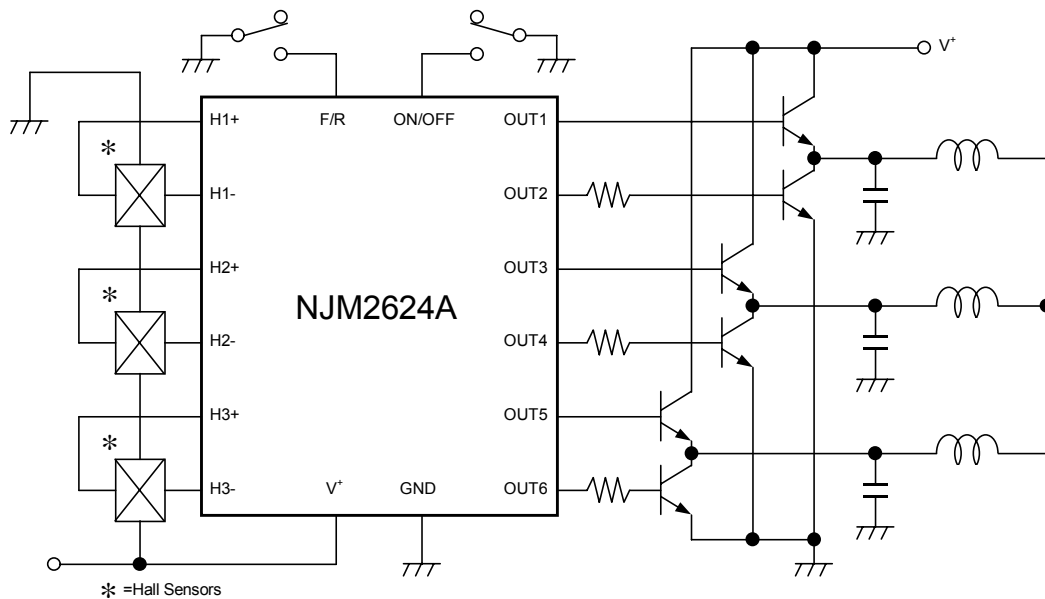 V⁺
H1+ F/R ON/OFF OUT1
*
H1- OUT2
H2+ OUT3
*
NJM2624A
H2- OUT4
H3+ OUT5
*
H3- V⁺ GND OUT6
* =Hall Sensors